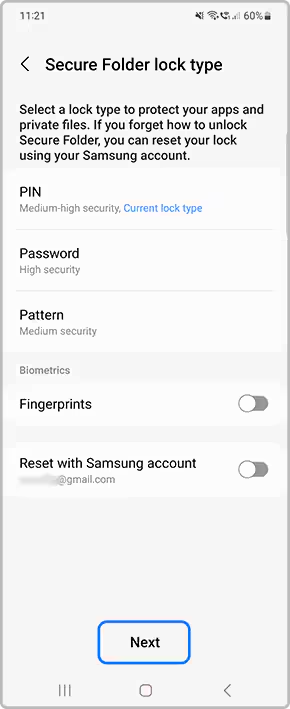 11:21
60%
Secure Folder lock type
Select a lock type to protect your apps and
private files. If you forget how to unlock
Secure Folder, you can reset your lock
using your Samsung account.
PIN
Medium-high security, Current lock type
Password
High security
Pattern
Medium security
Biometrics
Fingerprints
Reset with Samsung account
@gmail.com
Next